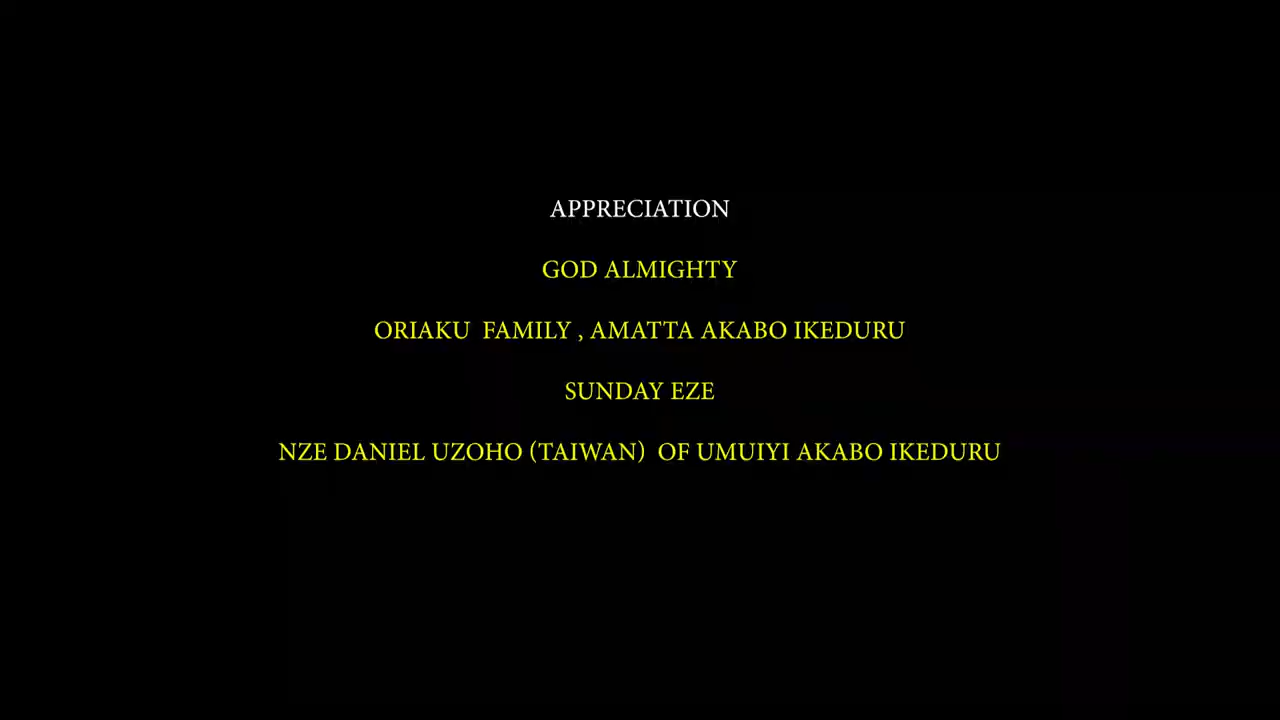 APPRECIATION
GOD ALMIGHTY
ORIAKU  FAMILY , AMATTA AKABO IKEDURU
SUNDAY EZE
NZE DANIEL UZOHO (TAIWAN)  OF UMUIYI AKABO IKEDURU